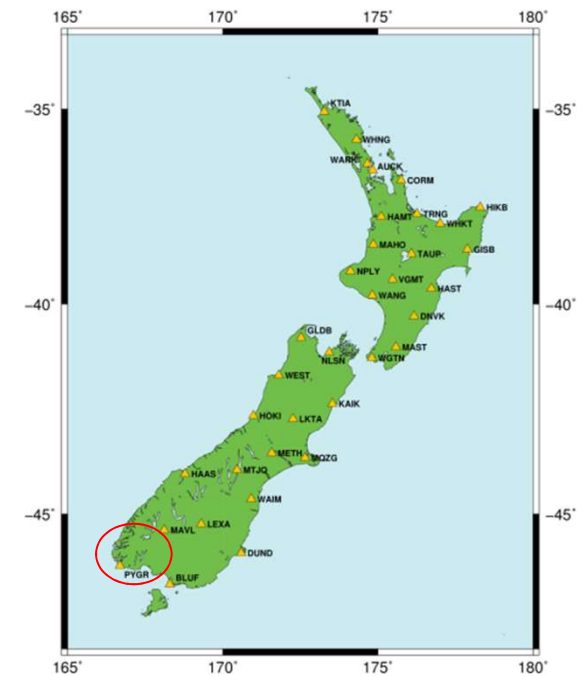 165° 170° 175° 180°
KTIA
−35° −35°
WHNG
WARK
AUCK
CORM
HIKB
HAMT TRNG
WHKT
MAHO
TAUP GISB
NPLY
VGMT
HAST
WANG
−40° −40°
DNVK
GLDB
MAST
NLSN WGTN
WEST
KAIK
HOKI LKTA
METH MQZG
HAAS MTJO
WAIM
−45° −45°
LEXA
MAVL
DUND
PYGR BLUF
165° 170° 175° 180°